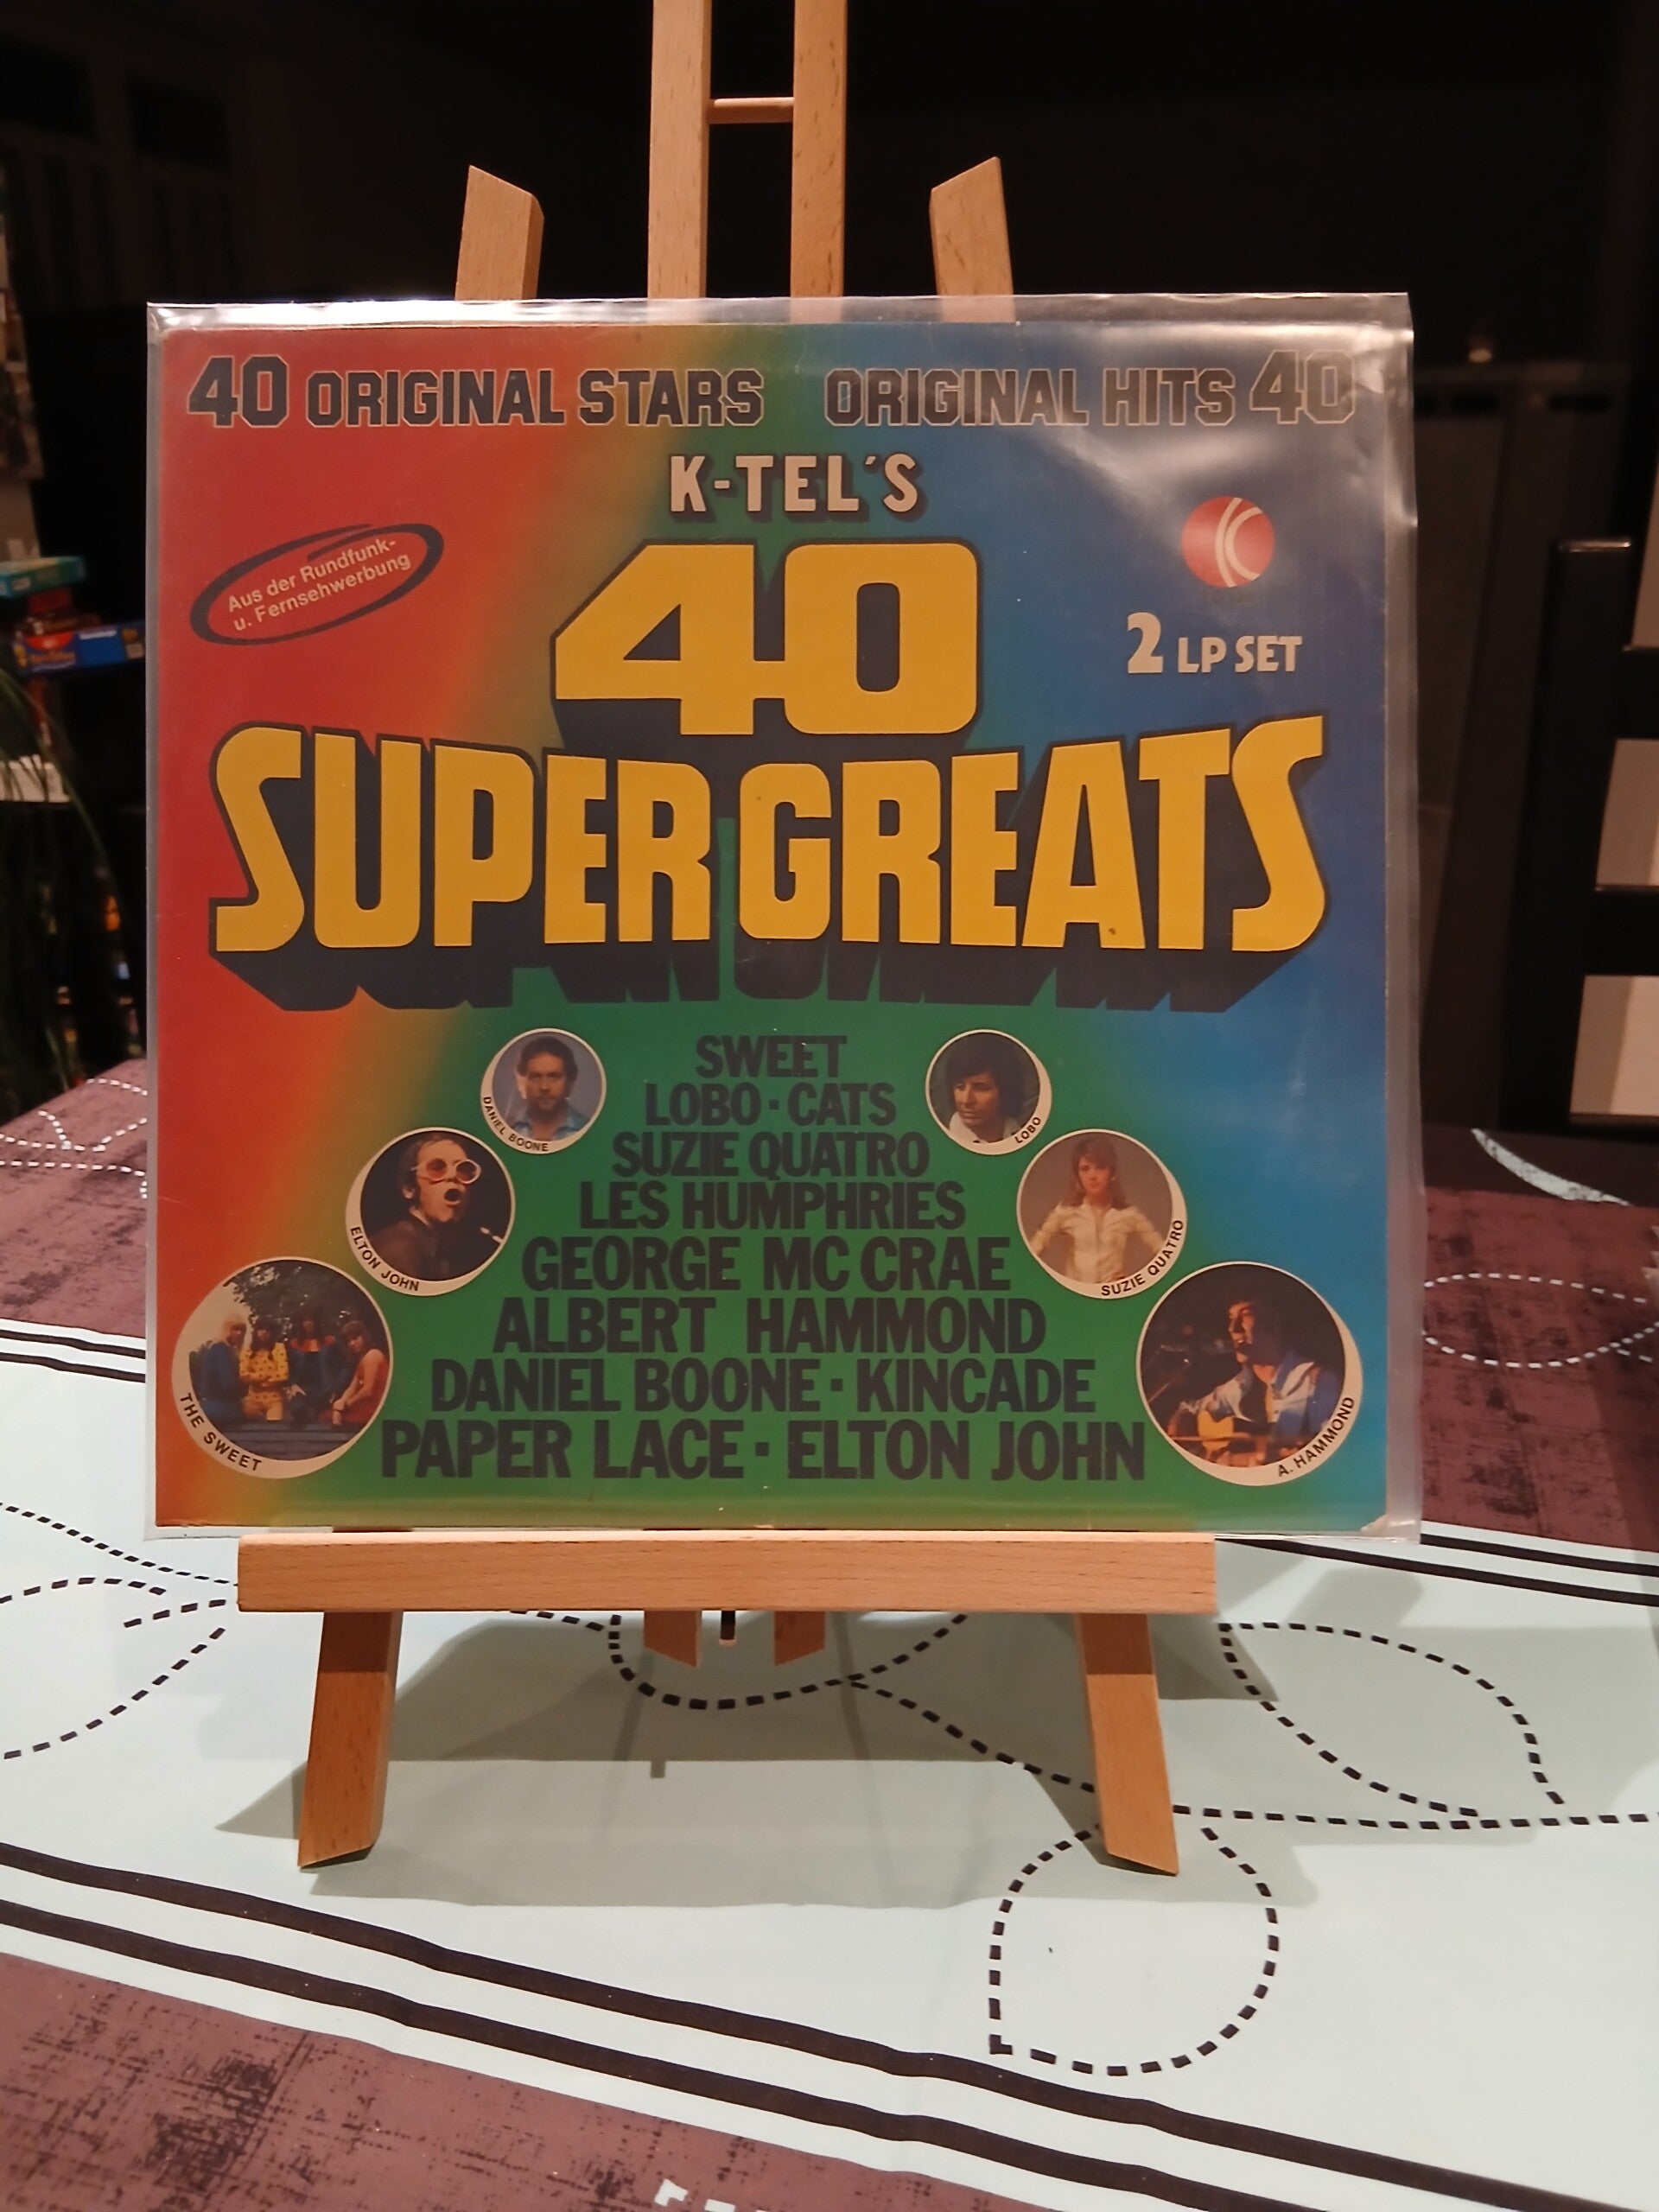 40 ORIGINAL STARS ORIGINAL HITS 40
K-TEL'S
Aus der Rundfunk-
u. Fernsehwerbung
40
2 LP SET
SUPER GREATS
SWEET
LOBO · CATS
SUZIE QUATRO
LES HUMPHRIES
GEORGE MC CRAE
ALBERT HAMMOND
DANIEL BOONE · KINCADE
PAPER LACE · ELTON JOHN
DANIEL BOONE
LOBO
ELTON JOHN
SUZIE QUATRO
THE SWEET
A. HAMMOND